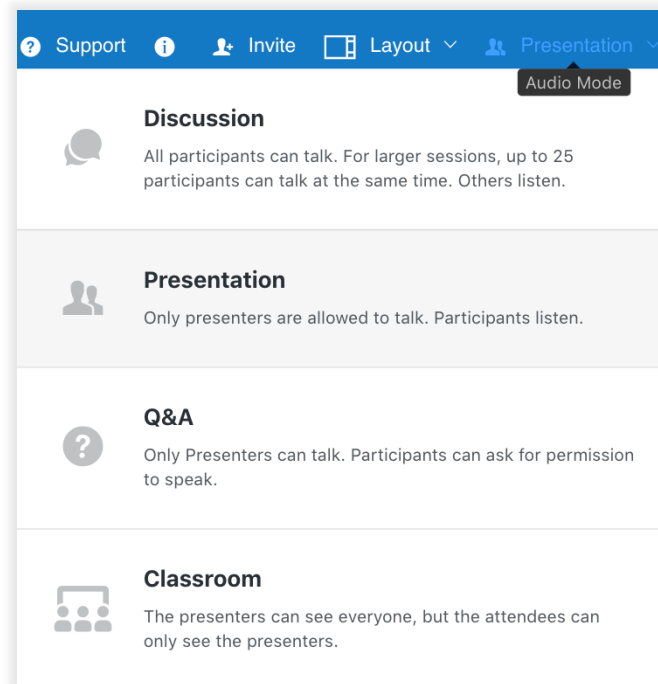 ? Support i Invite Layout Presentation
Audio Mode
Discussion
All participants can talk. For larger sessions, up to 25
participants can talk at the same time. Others listen.
Presentation
Only presenters are allowed to talk. Participants listen.
Q&A
?
Only Presenters can talk. Participants can ask for permission
to speak.
Classroom
The presenters can see everyone, but the attendees can
only see the presenters.